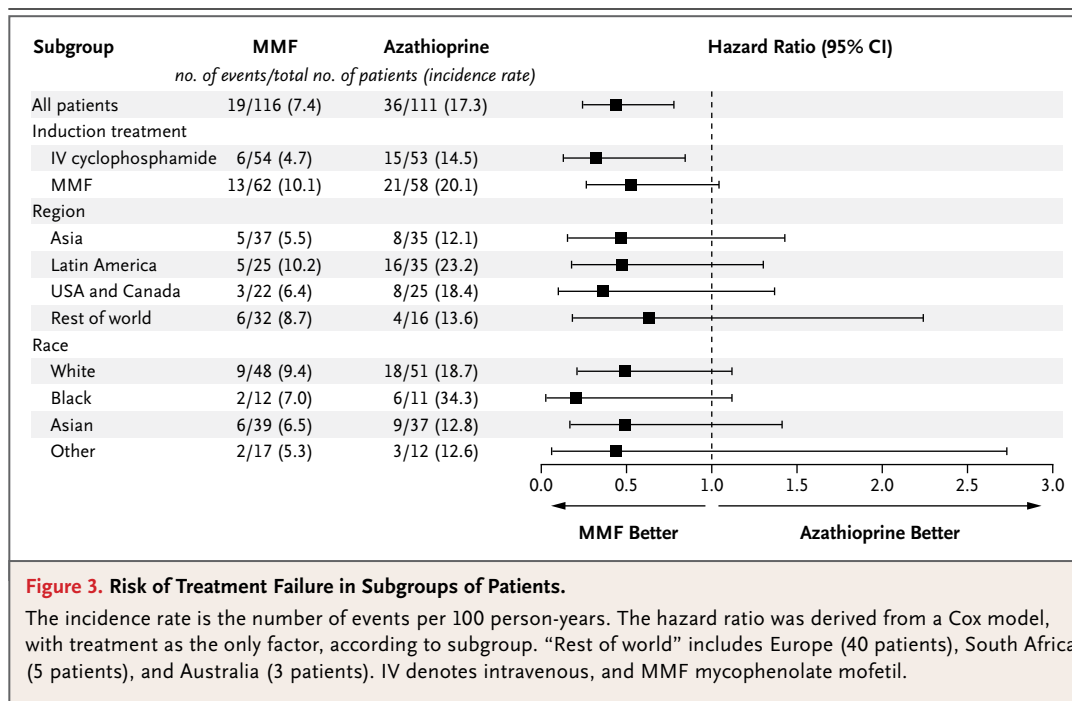 Subgroup MMF Azathioprine Hazard Ratio (95% CI)
no. of events/total no. of patients (incidence rate)
All patients 19/116 (7.4) 36/111 (17.3)
Induction treatment
IV cyclophosphamide 6/54 (4.7) 15/53 (14.5)
MMF 13/62 (10.1) 21/58 (20.1)
Region
Asia 5/37 (5.5) 8/35 (12.1)
Latin America 5/25 (10.2) 16/35 (23.2)
USA and Canada 3/22 (6.4) 8/25 (18.4)
Rest of world 6/32 (8.7) 4/16 (13.6)
Race
White 9/48 (9.4) 18/51 (18.7)
Black 2/12 (7.0) 6/11 (34.3)
Asian 6/39 (6.5) 9/37 (12.8)
Other 2/17 (5.3) 3/12 (12.6)
0.0 0.5 1.0 1.5 2.0 2.5 3.0
MMF Better Azathioprine Better
Figure 3. Risk of Treatment Failure in Subgroups of Patients.
The incidence rate is the number of events per 100 person-years. The hazard ratio was derived from a Cox model,
with treatment as the only factor, according to subgroup. “Rest of world” includes Europe (40 patients), South Africa
(5 patients), and Australia (3 patients). IV denotes intravenous, and MMF mycophenolate mofetil.